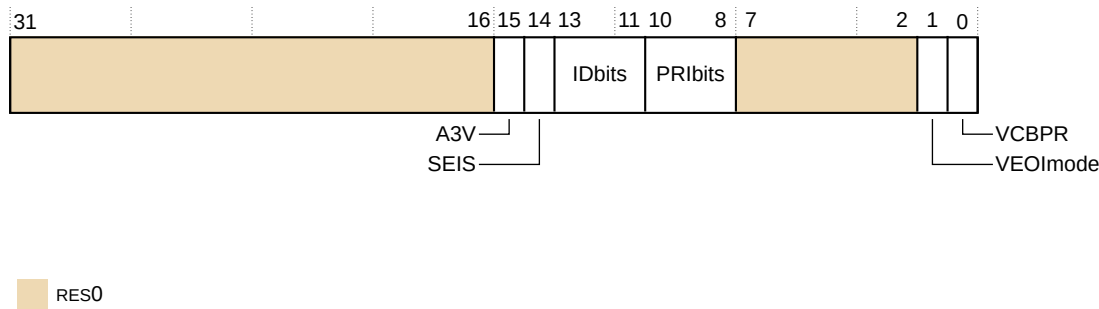 31 16 15 14 13 11 10 8 7 2 1 0
IDbits PRIbits
A3V VCBPR
SEIS VEOImode
RES0